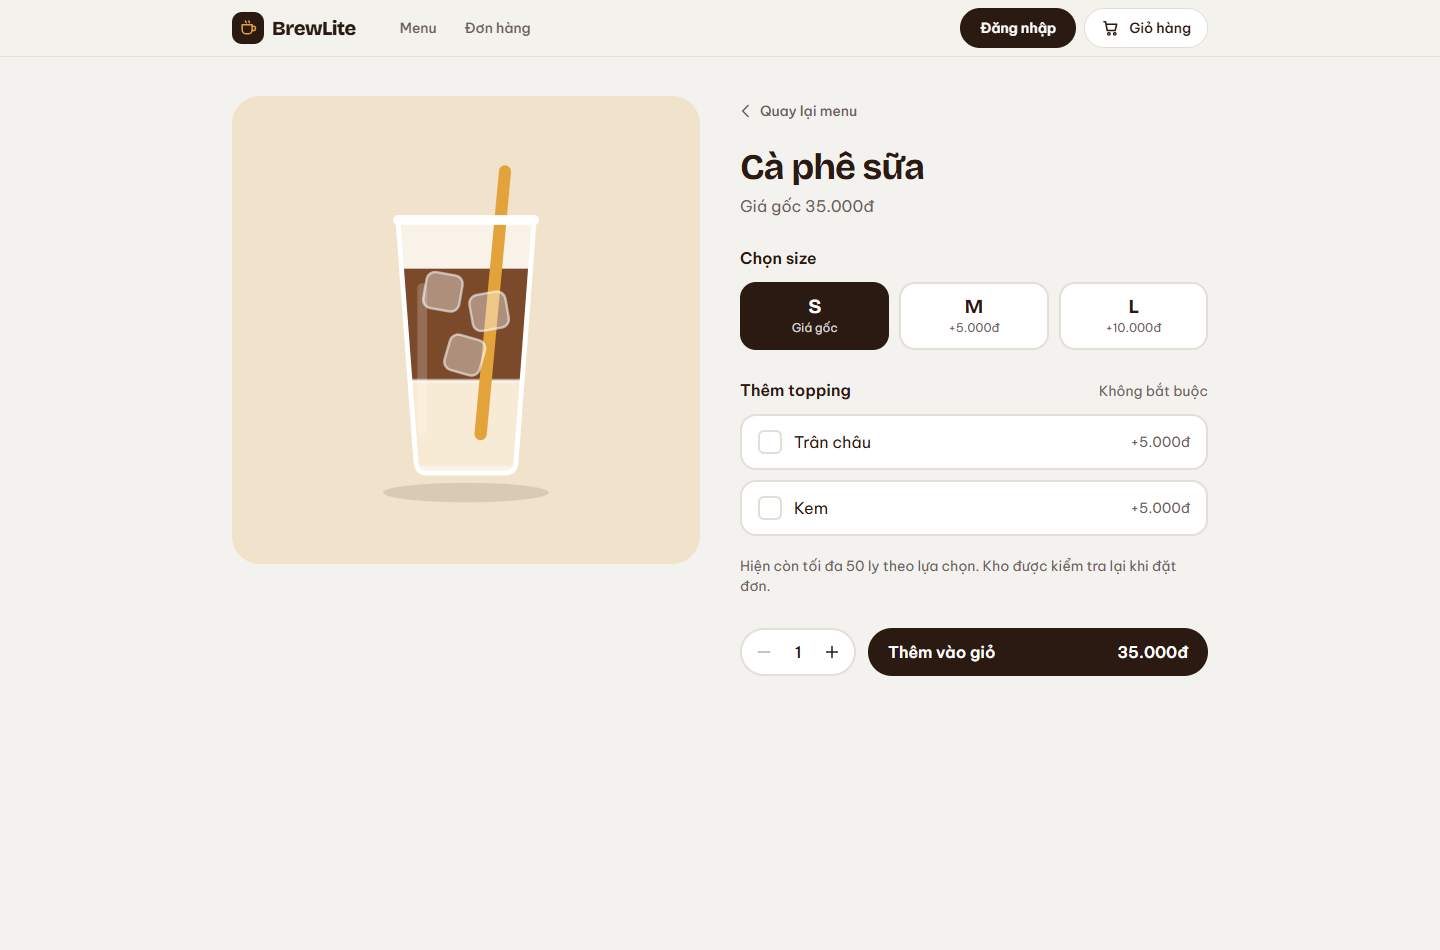 BrewLite
Menu
Đơn hàng
Đăng nhập
Giỏ hàng
Quay lại menu
Cà phê sữa
Giá gốc 35.000đ
Chọn size
S
Giá gốc
M
+5.000đ
L
+10.000đ
Thêm topping
Không bắt buộc
Trân châu
+5.000đ
Kem
+5.000đ
Hiện còn tối đa 50 ly theo lựa chọn. Kho được kiểm tra lại khi đặt
đơn.
1
Thêm vào giỏ
35.000đ